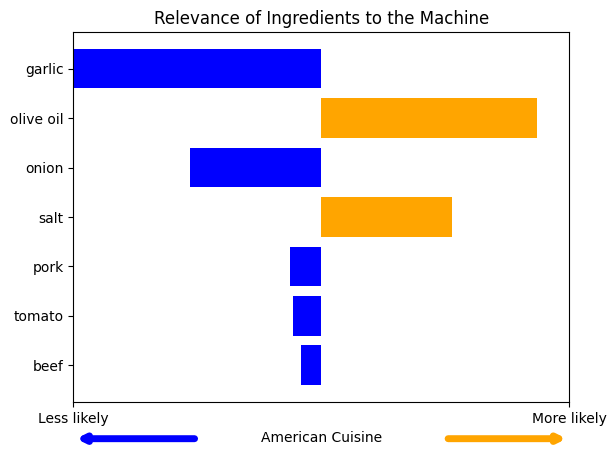 Relevance of Ingredients to the Machine
garlic
olive oil
onion
salt
pork
tomato
beef
Less likely
More likely
American Cuisine